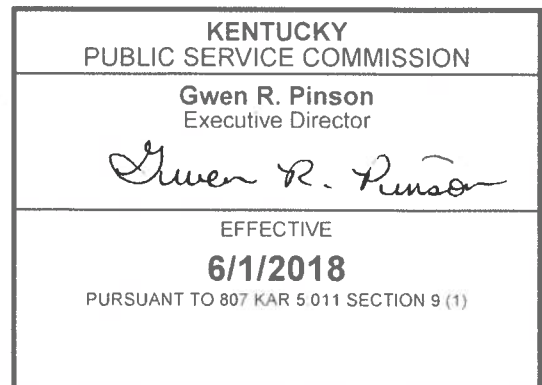 KENTUCKY
PUBLIC SERVICE COMMISSION
Gwen R. Pinson
Executive Director
Gwen R. Pinson
EFFECTIVE
6/1/2018
PURSUANT TO 807 KAR 5 011 SECTION 9 (1)